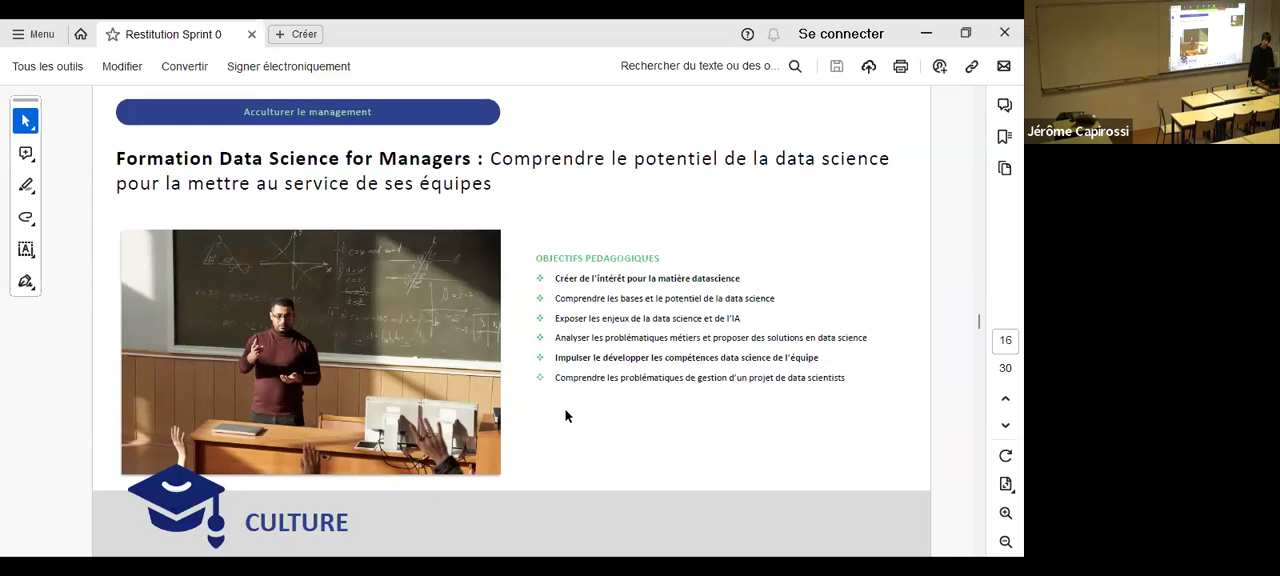 Menu
Restitution Sprint 0
Créer
Se connecter
Tous les outils
Modifier
Convertir
Signer électroniquement
Rechercher du texte ou des o...
Jérôme Capirossi
Acculturer le management
Formation Data Science for Managers : Comprendre le potentiel de la data science
pour la mettre au service de ses équipes
OBJECTIFS PEDAGOGIQUES
Créer de l'intérêt pour la matière datascience
Comprendre les bases et le potentiel de la data science
Exposer les enjeux de la data science et de l'IA
Analyser les problématiques métiers et proposer des solutions en data science
Impulser le développer les compétences data science de l'équipe
Comprendre les problématiques de gestion d'un projet de data scientists
16
30
CULTURE